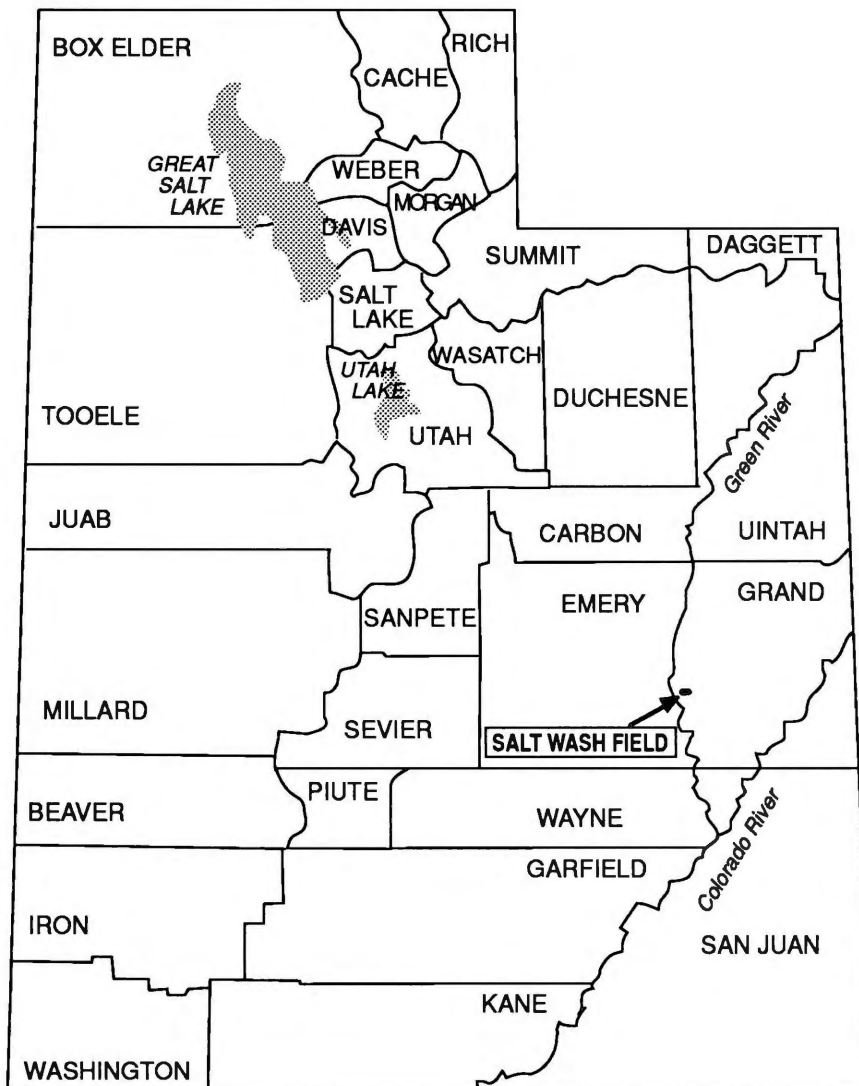 BOX ELDER
RICH
CACHE
GREAT
SALT
LAKE
WEBER
MORGAN
DAVIS
SUMMIT
DAGGETT
SALT
LAKE
WASATCH
UTAH
LAKE
DUCHESNE
TOOELE
UTAH
Green River
JUAB
CARBON
UINTAH
SANPETE
EMERY
GRAND
MILLARD
SEVIER
SALT WASH FIELD
PIUTE
BEAVER
WAYNE
Colorado River
GARFIELD
IRON
SAN JUAN
KANE
WASHINGTON